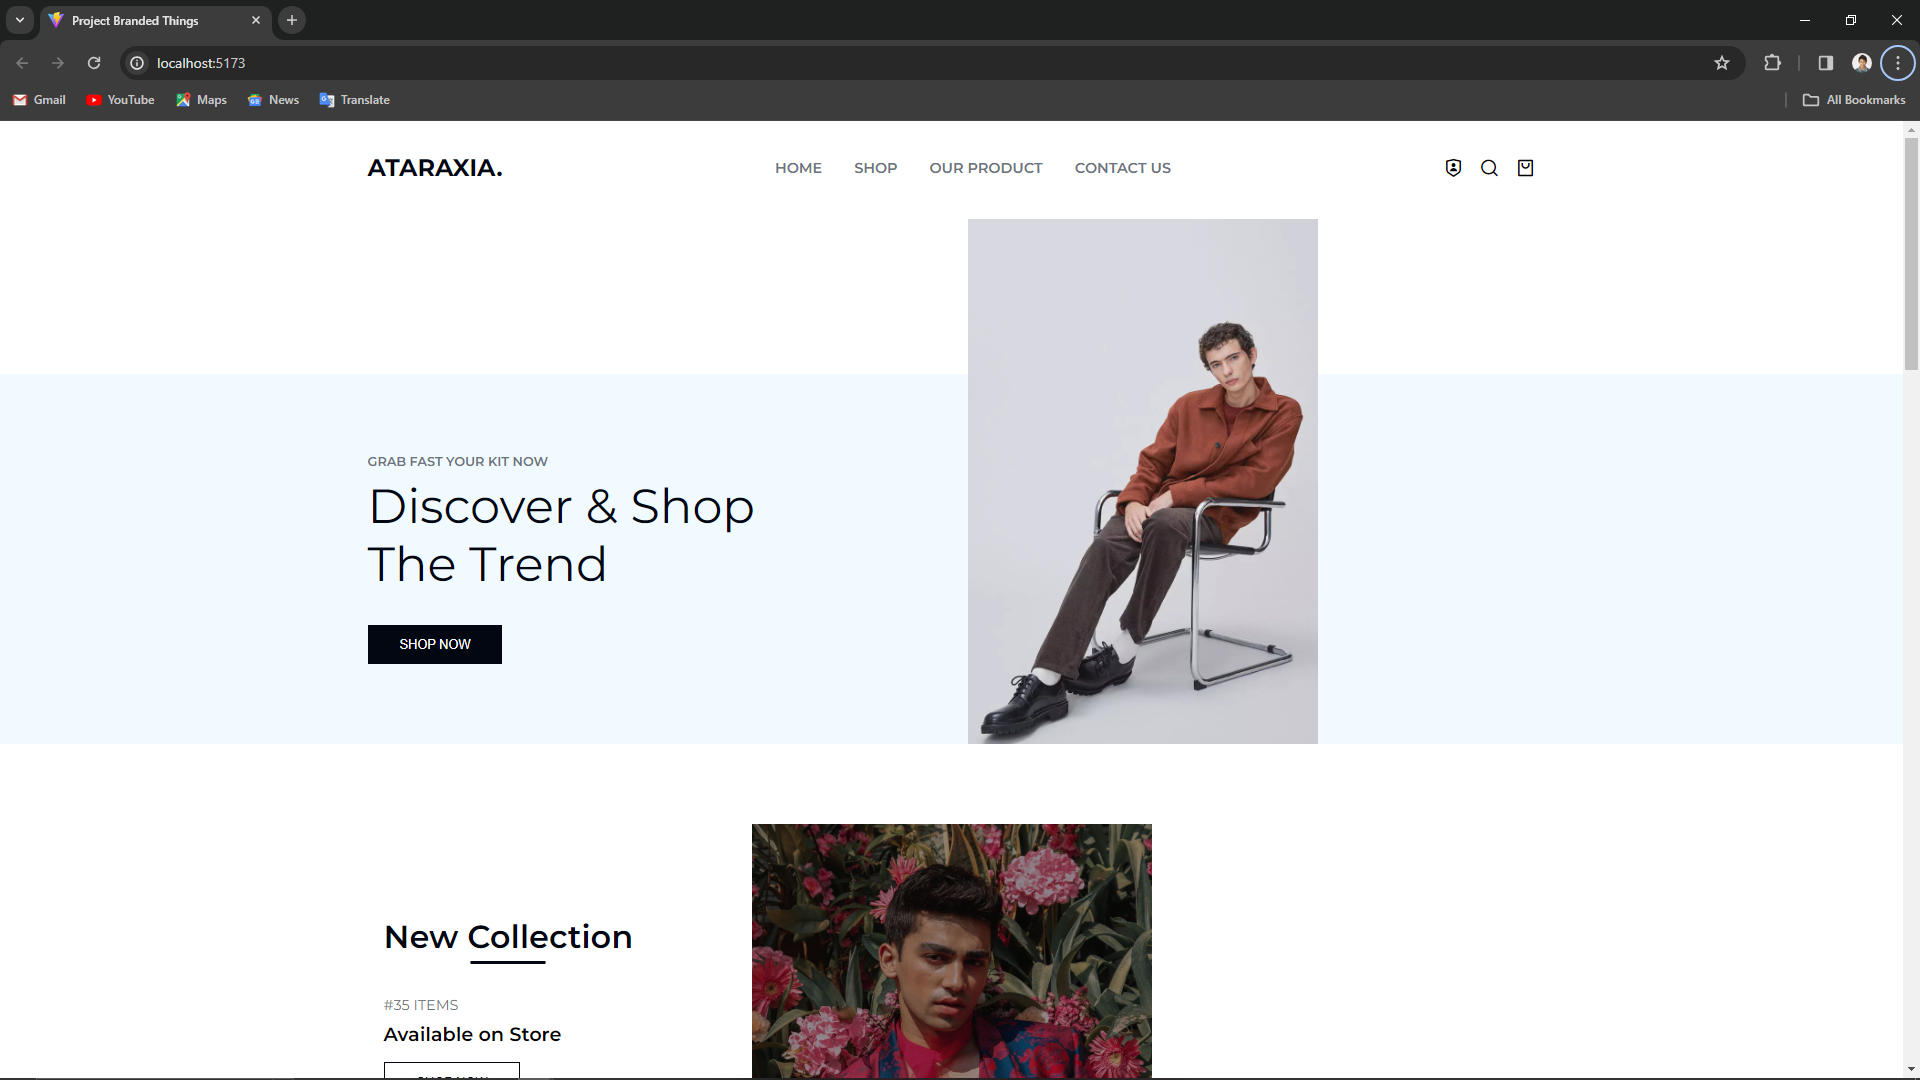 Project Branded Things
localhost:5173
Gmail
YouTube
Maps
News
Translate
All Bookmarks
ATARAXIA.
HOME
SHOP
OUR PRODUCT
CONTACT US
GRAB FAST YOUR KIT NOW
Discover & Shop
The Trend
SHOP NOW
New Collection
#35 ITEMS
Available on Store